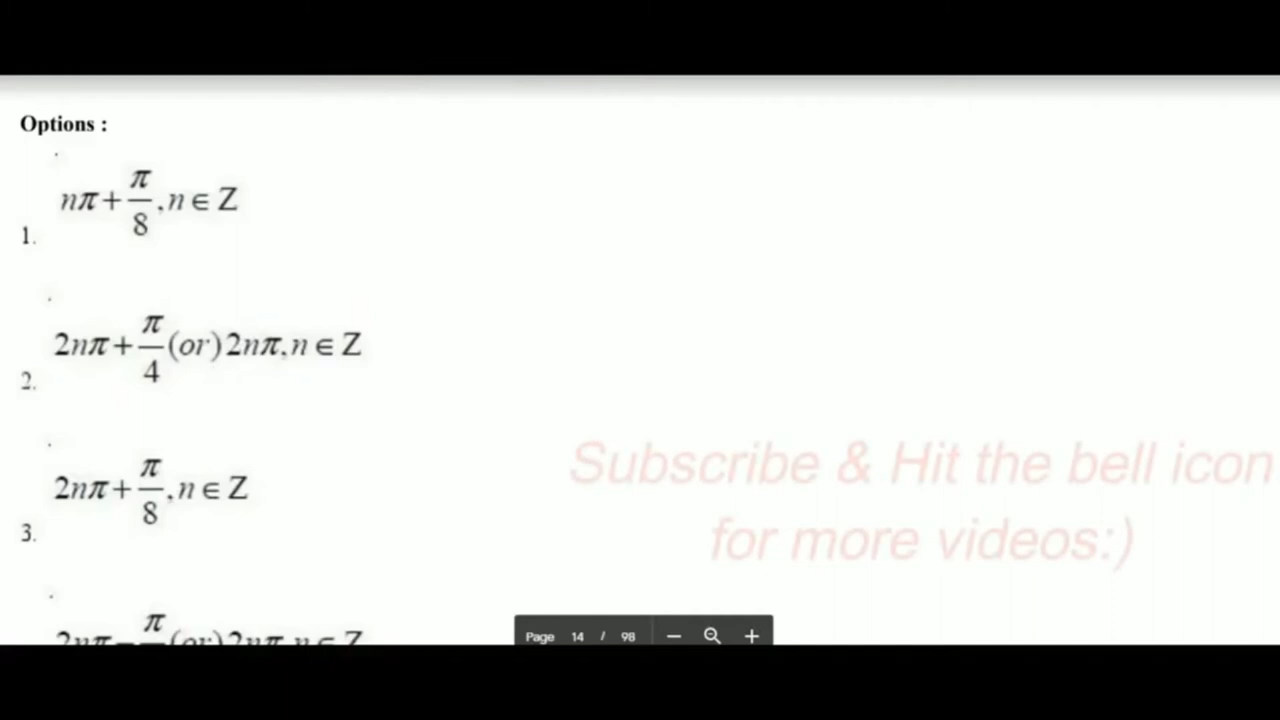 Options :
nπ + π/8, n ∈ Z
1.
2nπ + π/4 (or) 2nπ, n ∈ Z
2.
2nπ + π/8, n ∈ Z
3.
Subscribe & Hit the bell icon
for more videos:)
π
Page 14 / 98